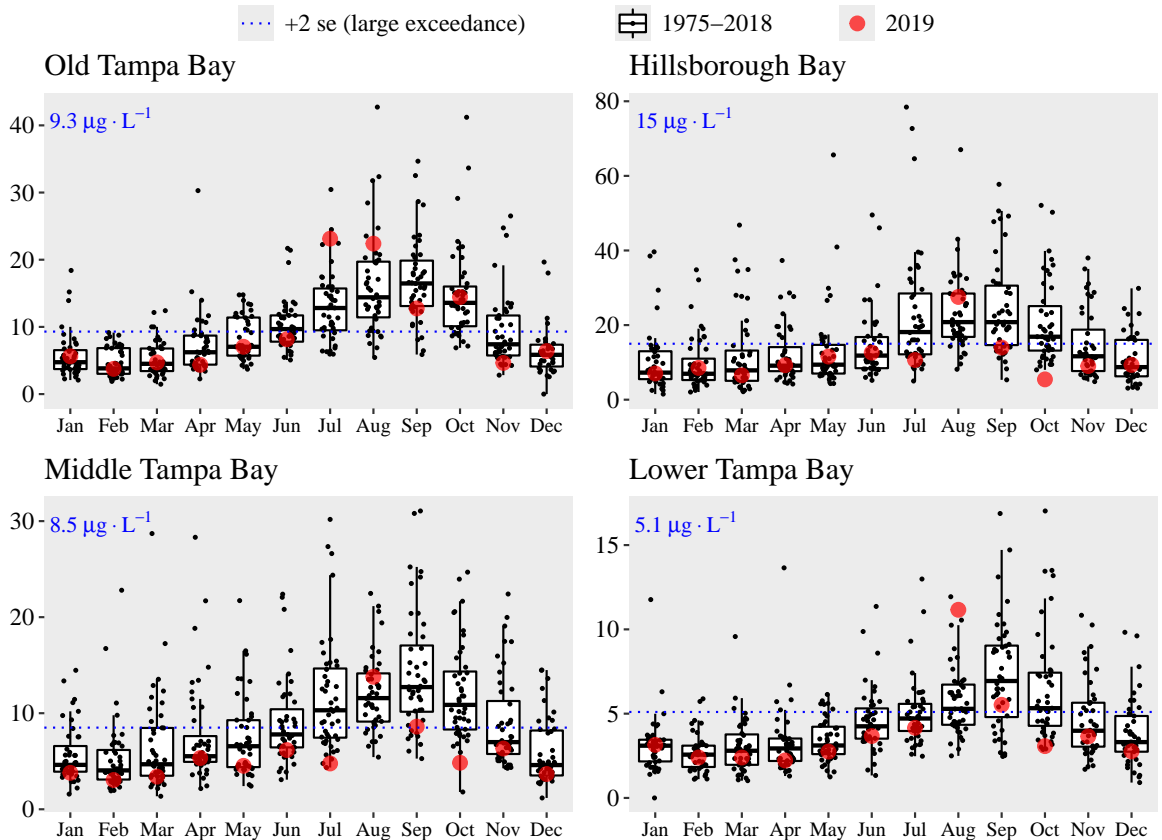 +2 se (large exceedance) 1975–2018 2019
Old Tampa Bay
9.3 μg · L⁻¹
40
30
20
10
0
Jan Feb Mar Apr May Jun Jul Aug Sep Oct Nov Dec
Hillsborough Bay
15 μg · L⁻¹
80
60
40
20
0
Jan Feb Mar Apr May Jun Jul Aug Sep Oct Nov Dec
Middle Tampa Bay
8.5 μg · L⁻¹
30
20
10
0
Jan Feb Mar Apr May Jun Jul Aug Sep Oct Nov Dec
Lower Tampa Bay
5.1 μg · L⁻¹
15
10
5
0
Jan Feb Mar Apr May Jun Jul Aug Sep Oct Nov Dec